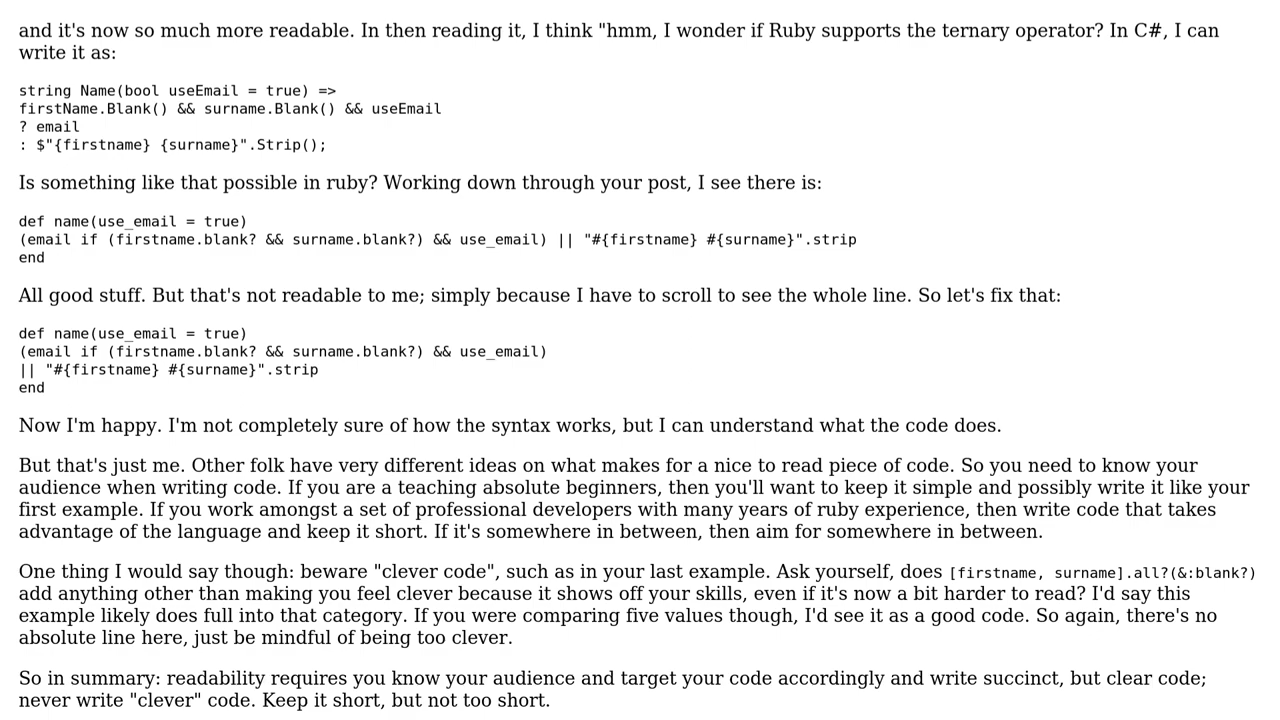 and it's now so much more readable. In then reading it, I think "hmm, I wonder if Ruby supports the ternary operator? In C#, I can
write it as:
string Name(bool useEmail = true) =>
firstName.Blank() && surname.Blank() && useEmail
? email
: $"{firstname} {surname}".Strip();
Is something like that possible in ruby? Working down through your post, I see there is:
def name(use_email = true)
(email if (firstname.blank? && surname.blank?) && use_email) || "#{firstname} #{surname}".strip
end
All good stuff. But that's not readable to me; simply because I have to scroll to see the whole line. So let's fix that:
def name(use_email = true)
(email if (firstname.blank? && surname.blank?) && use_email)
|| "#{firstname} #{surname}".strip
end
Now I'm happy. I'm not completely sure of how the syntax works, but I can understand what the code does.
But that's just me. Other folk have very different ideas on what makes for a nice to read piece of code. So you need to know your
audience when writing code. If you are a teaching absolute beginners, then you'll want to keep it simple and possibly write it like your
first example. If you work amongst a set of professional developers with many years of ruby experience, then write code that takes
advantage of the language and keep it short. If it's somewhere in between, then aim for somewhere in between.
One thing I would say though: beware "clever code", such as in your last example. Ask yourself, does [firstname, surname].all?(&:blank?)
add anything other than making you feel clever because it shows off your skills, even if it's now a bit harder to read? I'd say this
example likely does full into that category. If you were comparing five values though, I'd see it as a good code. So again, there's no
absolute line here, just be mindful of being too clever.
So in summary: readability requires you know your audience and target your code accordingly and write succinct, but clear code;
never write "clever" code. Keep it short, but not too short.